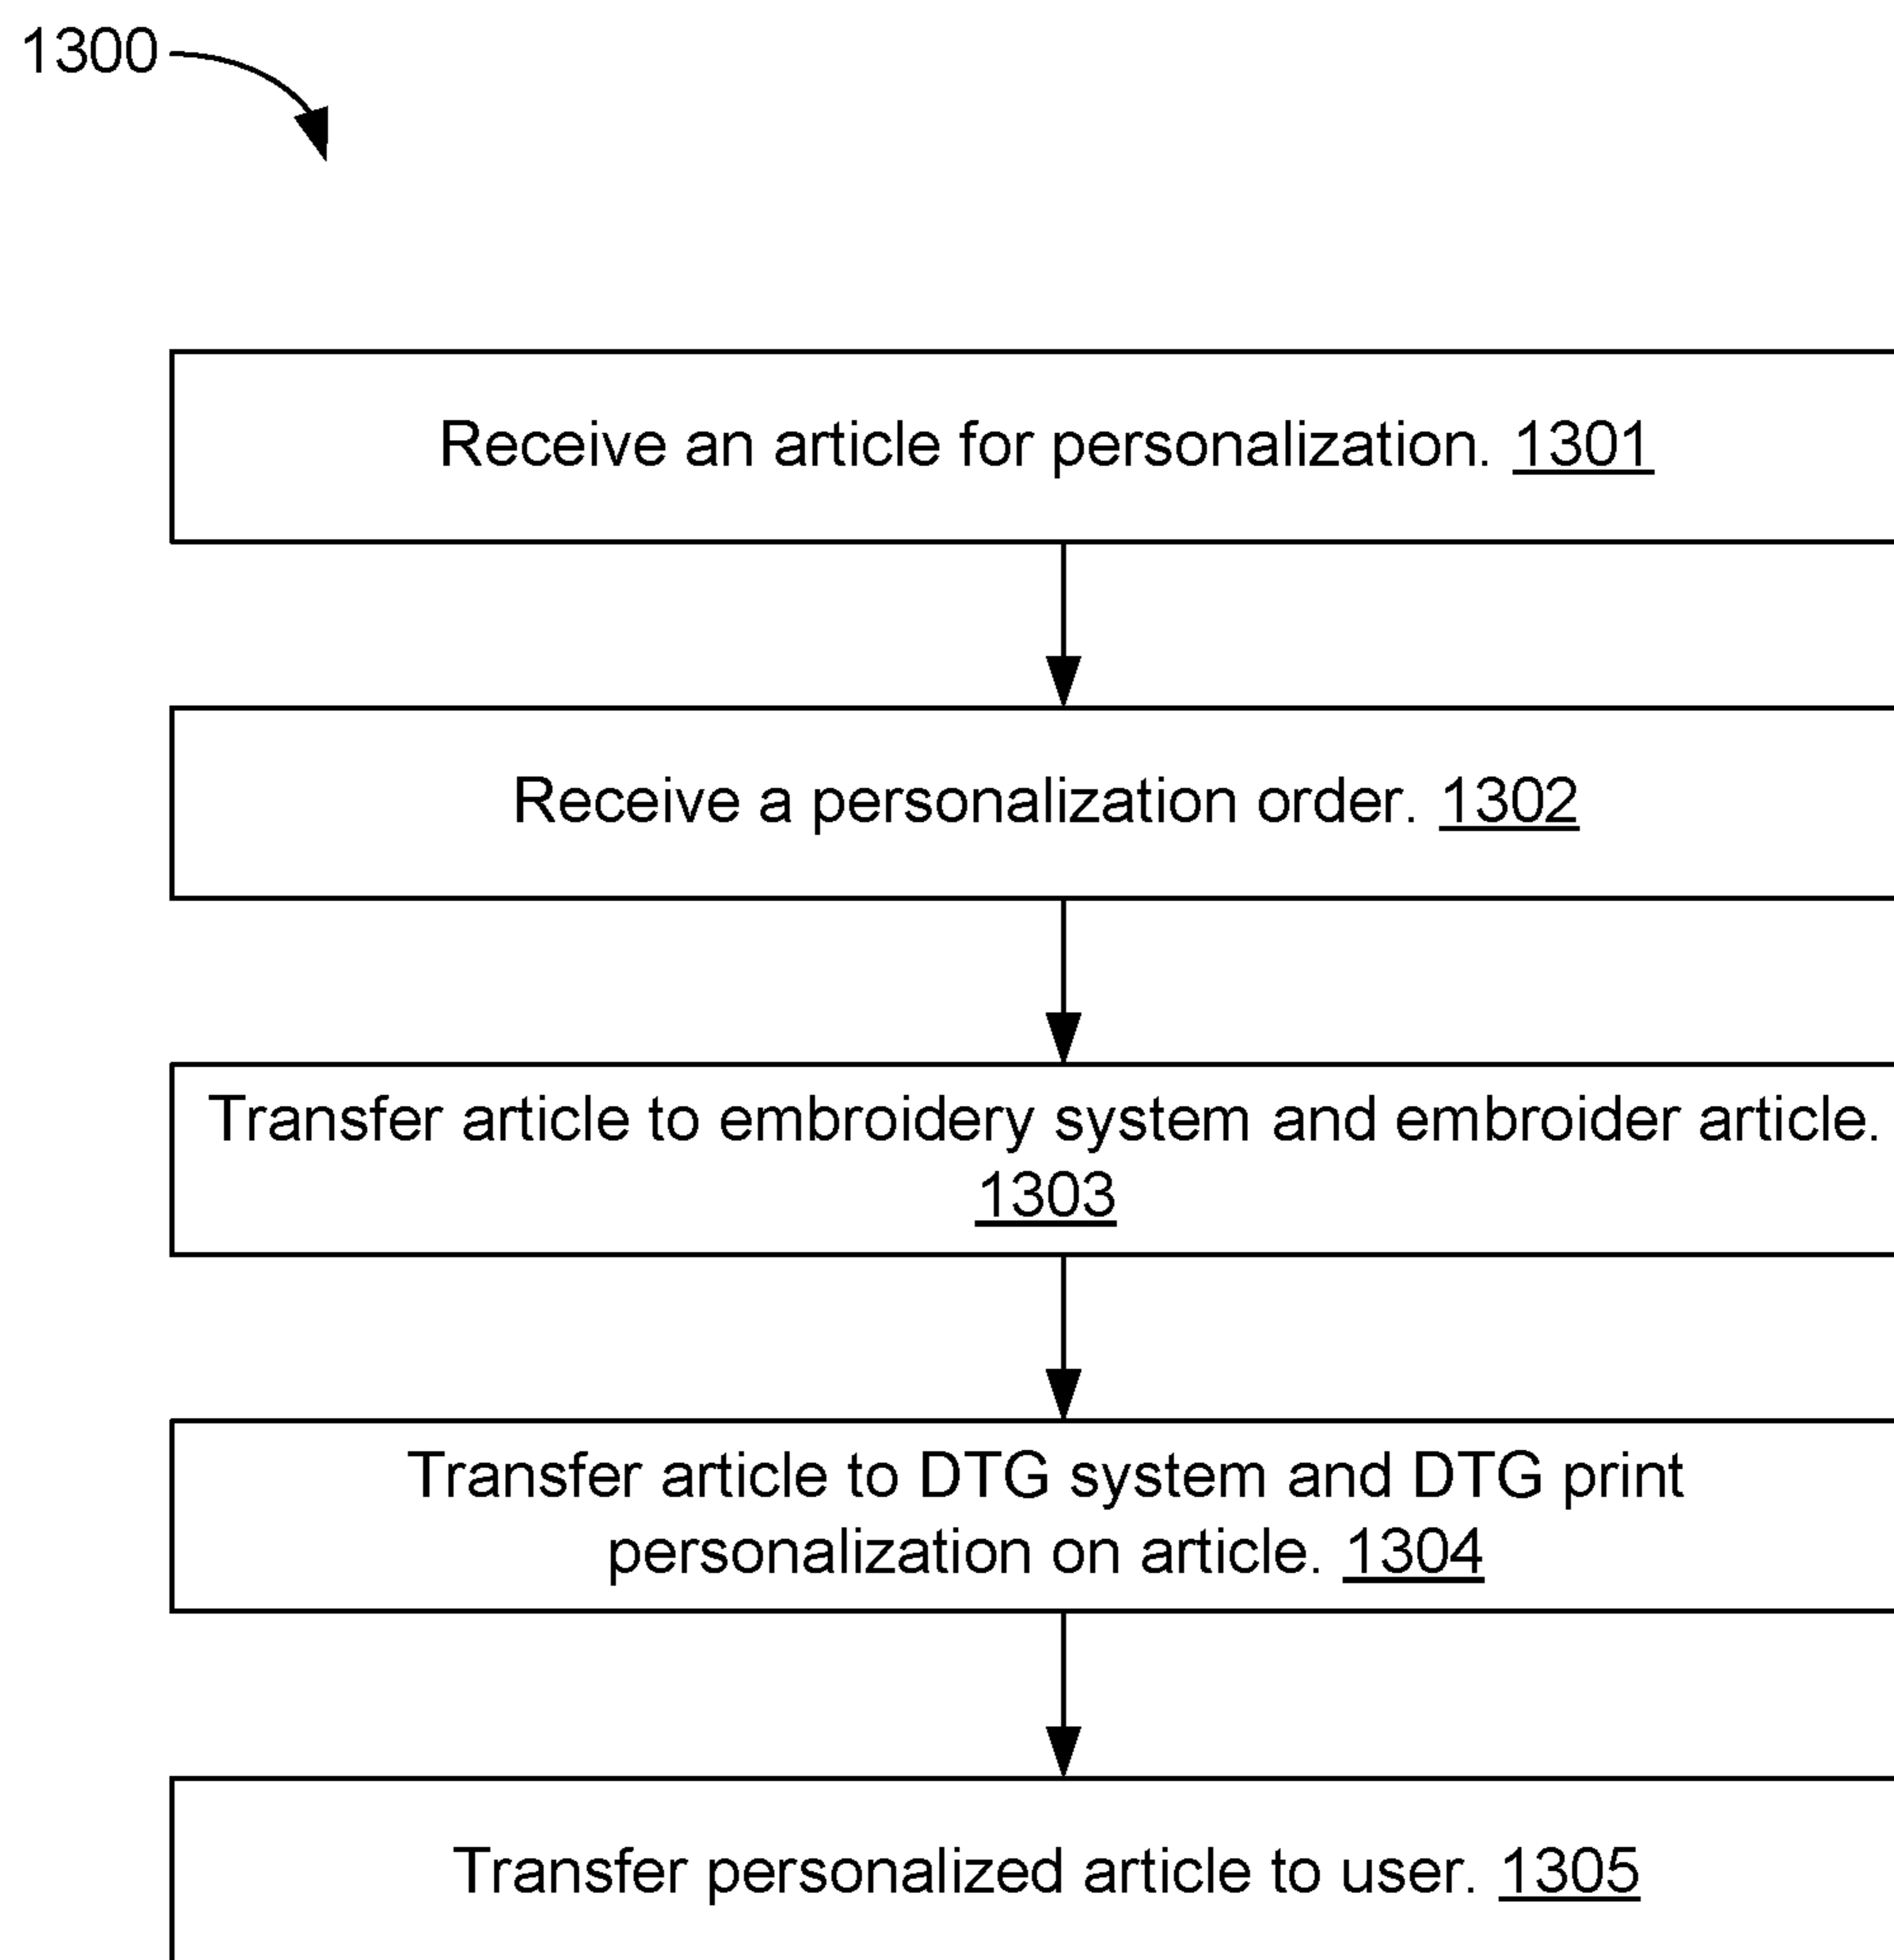 1300
Receive an article for personalization. 1301
Receive a personalization order. 1302
Transfer article to embroidery system and embroider article.
1303
Transfer article to DTG system and DTG print
personalization on article. 1304
Transfer personalized article to user. 1305